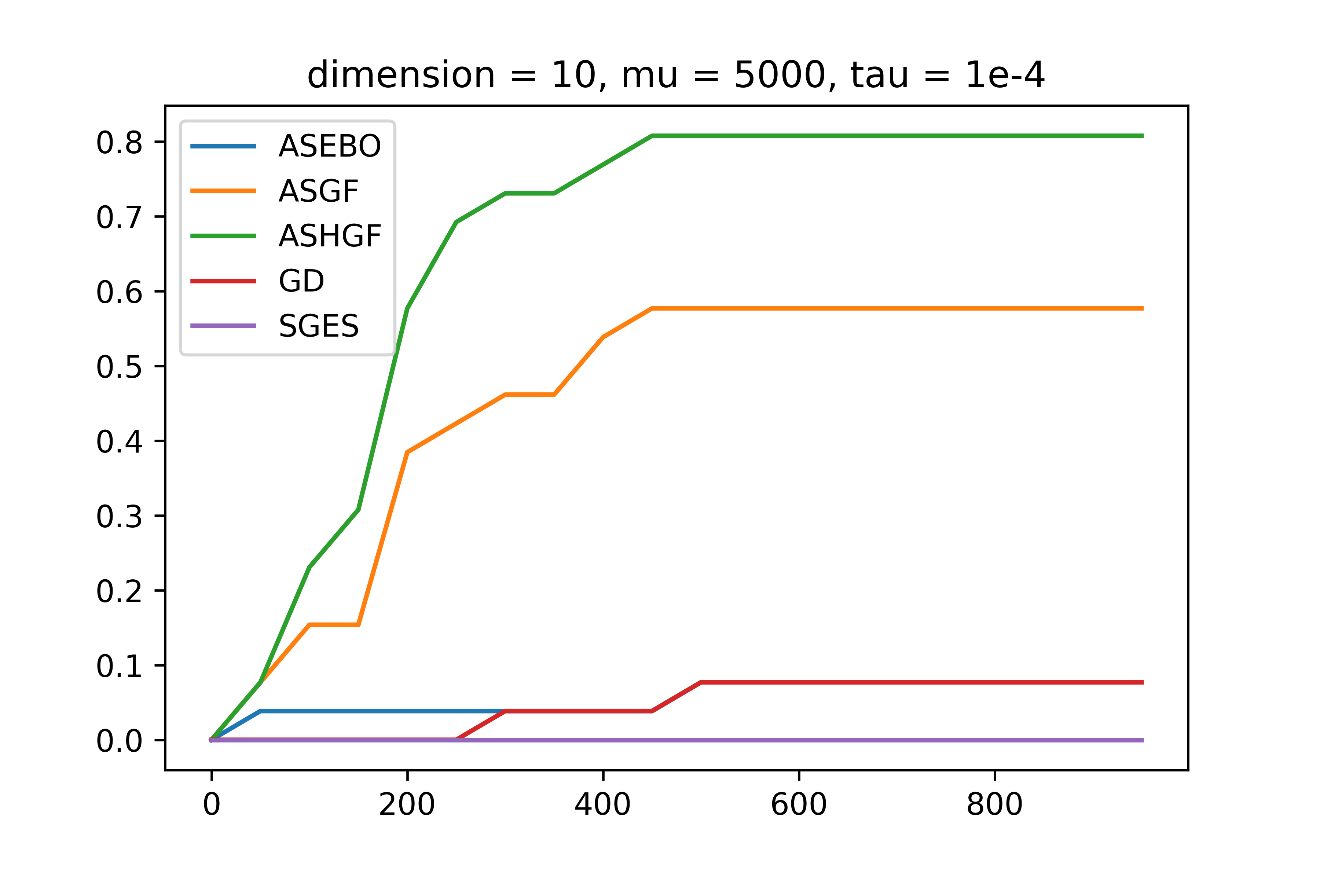 dimension = 10, mu = 5000, tau = 1e-4
ASEBO
ASGF
ASHGF
GD
SGES
0.8
0.7
0.6
0.5
0.4
0.3
0.2
0.1
0.0
0 200 400 600 800